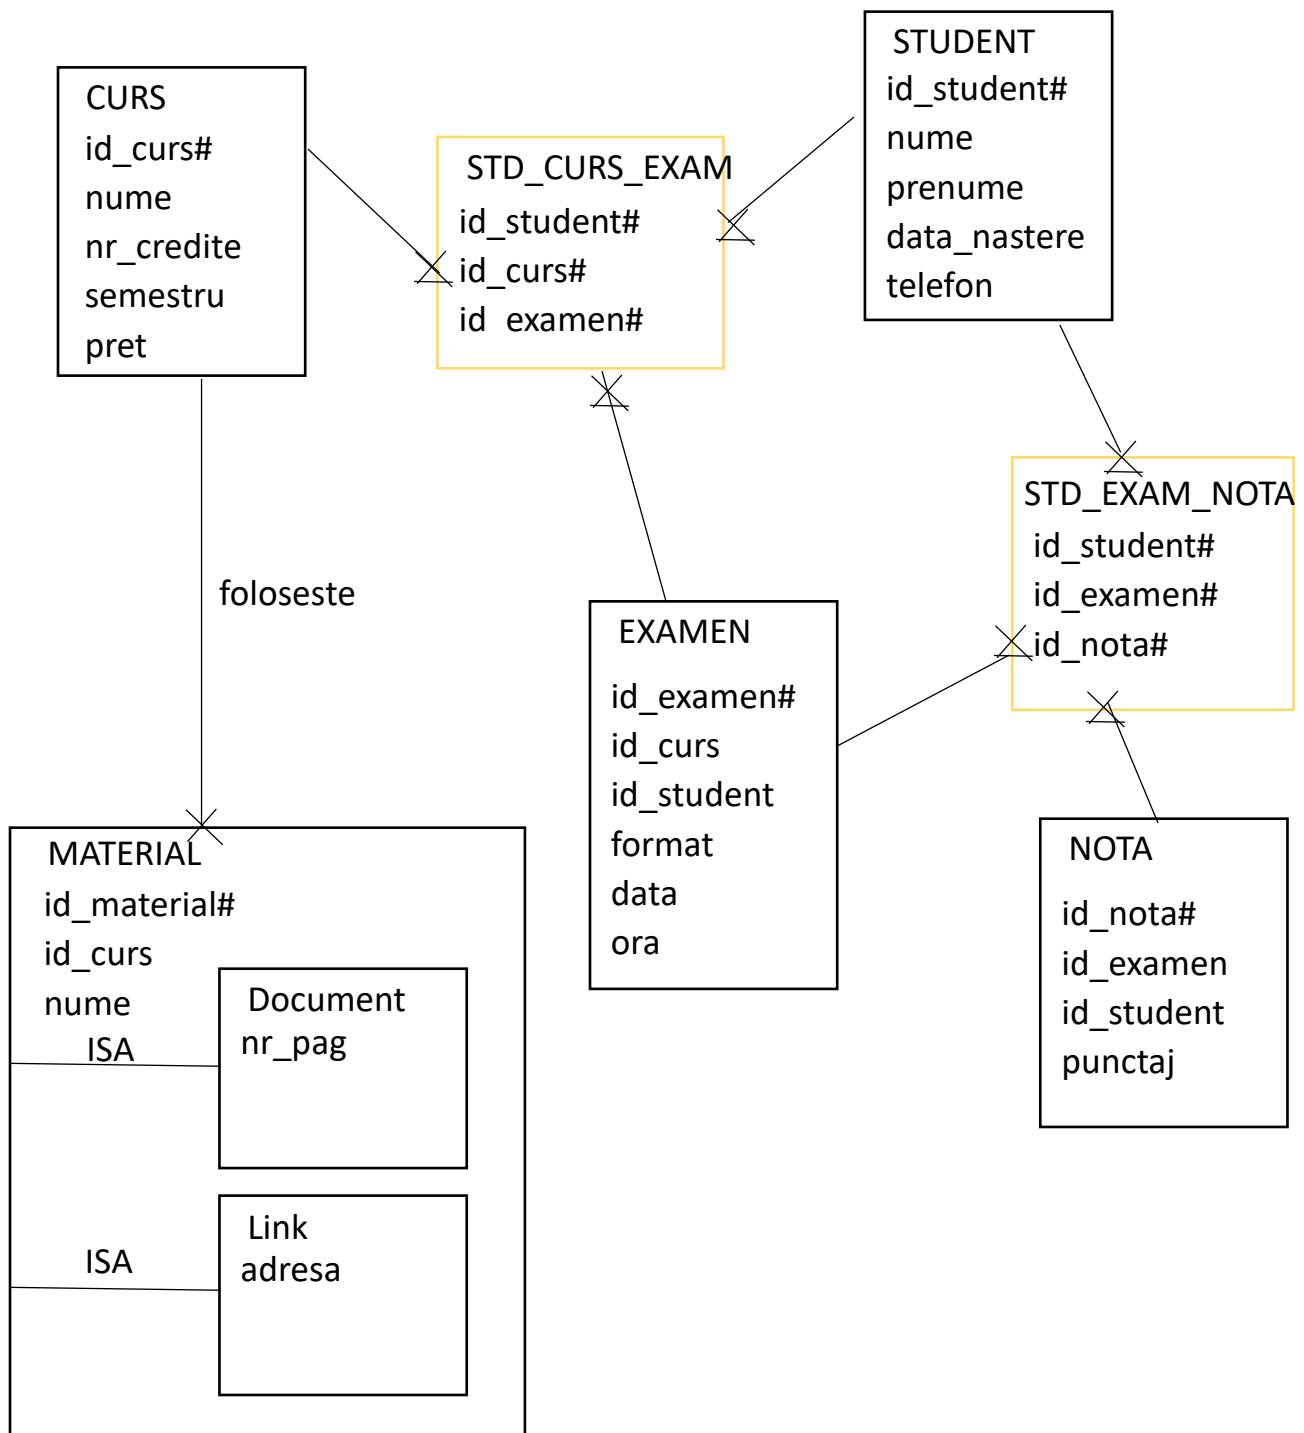 CURS
id_curs#
nume
nr_credite
semestru
pret
STD_CURS_EXAM
id_student#
id_curs#
id_examen#
STUDENT
id_student#
nume
prenume
data_nastere
telefon
STD_EXAM_NOTA
id_student#
id_examen#
id_nota#
foloseste
EXAMEN
id_examen#
id_curs
id_student
format
data
ora
NOTA
id_nota#
id_examen
id_student
punctaj
MATERIAL
id_material#
id_curs
nume
ISA
Document
nr_pag
ISA
Link
adresa